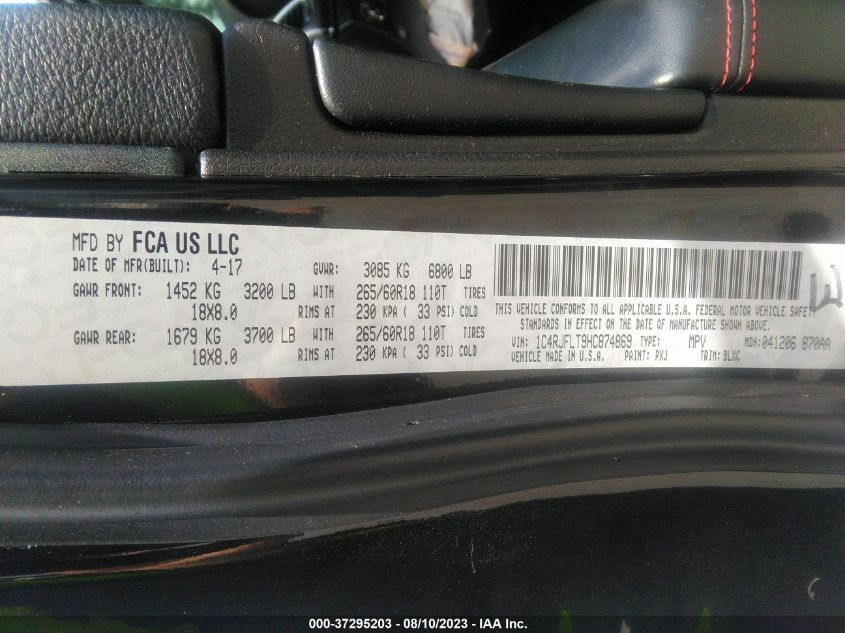 MFD BY FCA US LLC
DATE OF MFR(BUILT): 4-17 GVWR: 3085 KG 6800 LB
GAWR FRONT: 1452 KG 3200 LB WITH 265/60R18 110T TIRES
18X8.0 RIMS AT 230 KPA ( 33 PSI) COLD
GAWR REAR: 1679 KG 3700 LB WITH 265/60R18 110T TIRES
18X8.0 RIMS AT 230 KPA ( 33 PSI) COLD
THIS VEHICLE CONFORMS TO ALL APPLICABLE U.S.A. FEDERAL MOTOR VEHICLE SAFETY
STANDARDS IN EFFECT ON THE DATE OF MANUFACTURE SHOWN ABOVE.
VIN: 1C4RJFLT9HC874869 TYPE: MPV MDH: 041206 870AA
VEHICLE MADE IN U.S.A. PAINT: PXJ TRIM: BLXC
000-37295203 - 08/10/2023 - IAA Inc.